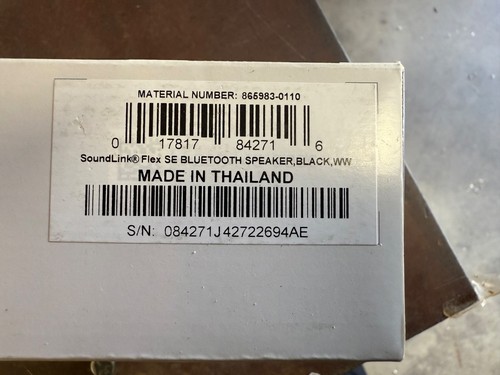 MATERIAL NUMBER: 865983-0110
0 17817 84271 6
SoundLink® Flex SE BLUETOOTH SPEAKER,BLACK,WW
MADE IN THAILAND
S/N: 084271J42722694AE